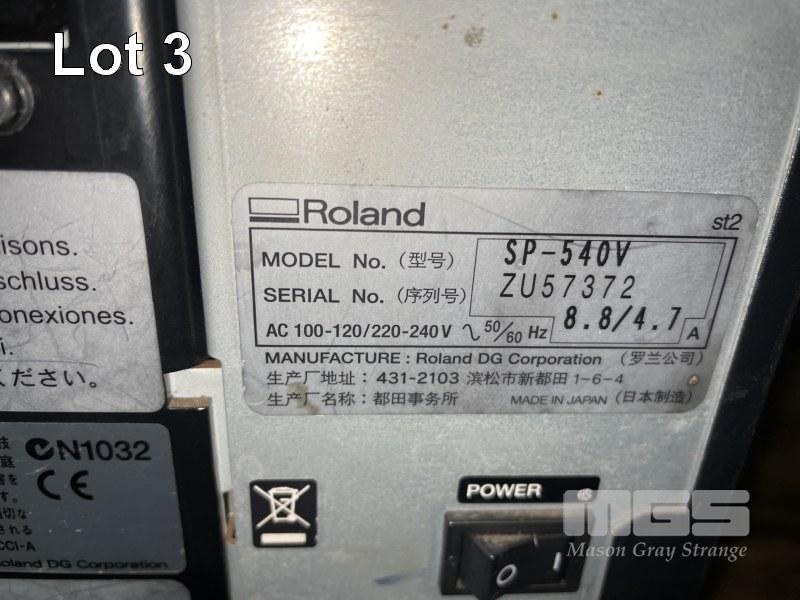 Lot 3
Roland
st2
MODEL No. (型号) SP-540V
SERIAL No. (序列号) ZU57372
AC 100-120/220-240V 50/60 Hz 8.8/4.7 A
MANUFACTURE: Roland DG Corporation (罗兰公司)
生产厂地址: 431-2103 浜松市新都田 1-6-4
生产厂名称: 都田事务所 MADE IN JAPAN (日本制造)
onexiones.
ください。
N1032
CE
CCI-A
Roland DG Corporation
POWER
MGS
Mason Gray Strange